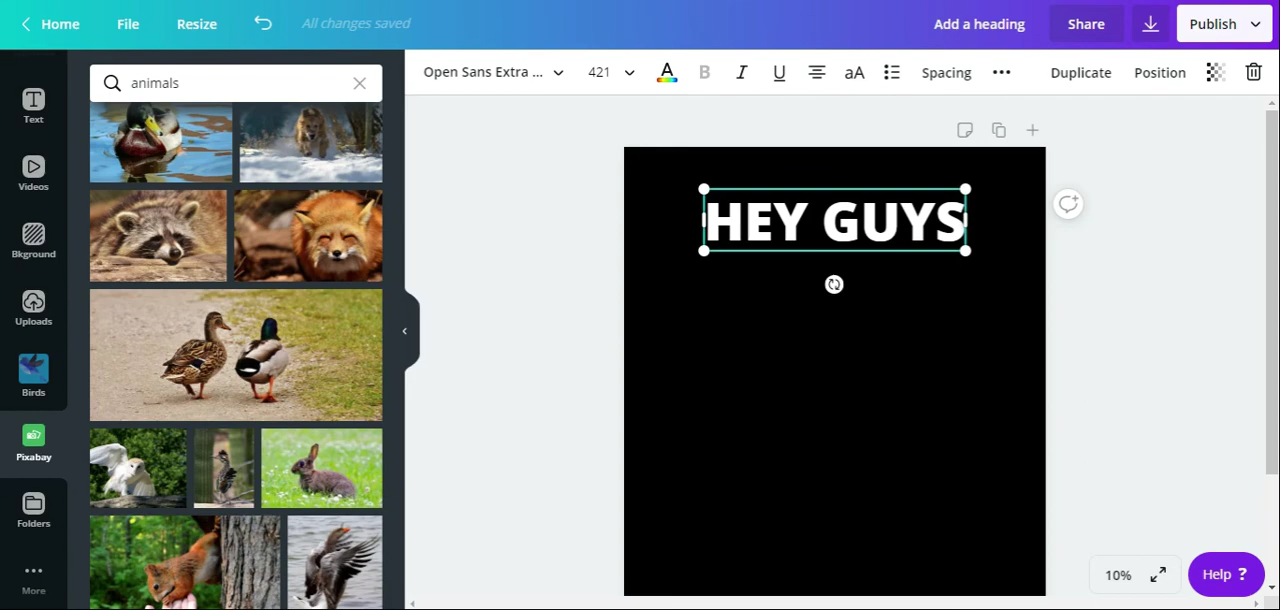 Home File Resize All changes saved Add a heading Share Publish
animals
Open Sans Extra ... 421 A B I U aA Spacing ••• Duplicate Position
Text
Videos
Bkground
Uploads
Birds
Pixabay
Folders
More
HEY GUYS
10%
Help ?